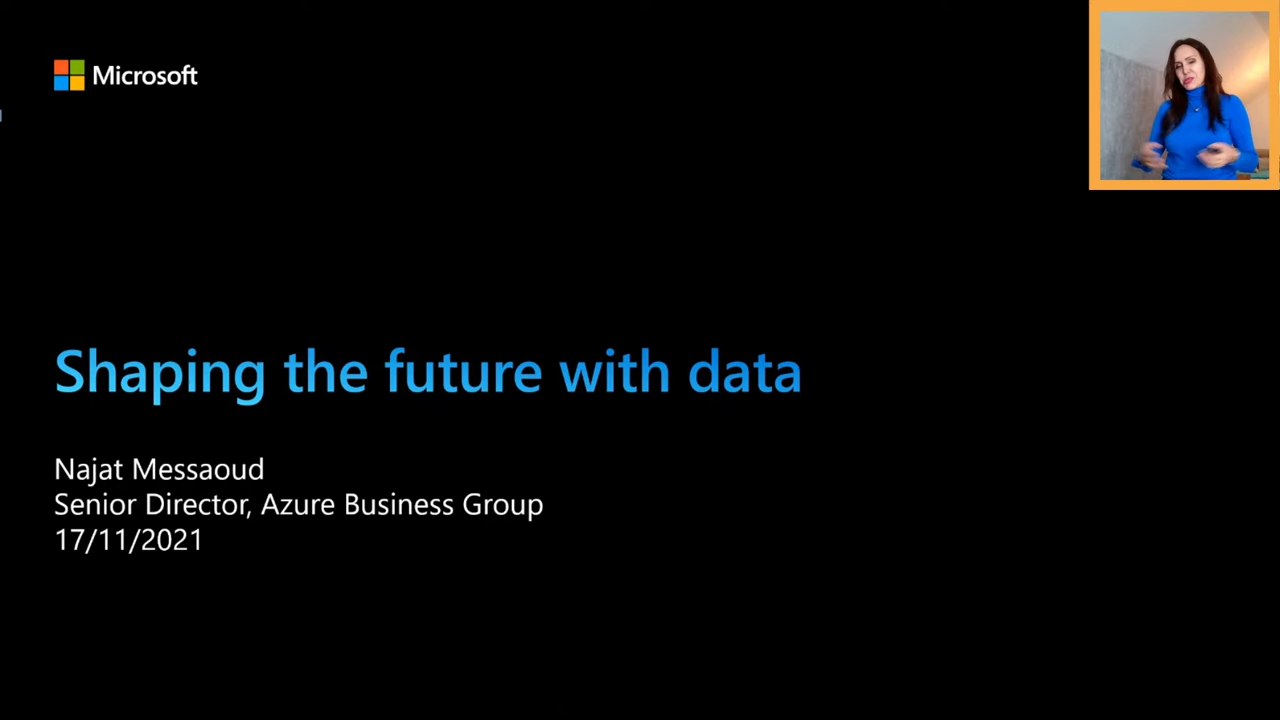 Microsoft
Shaping the future with data
Najat Messaoud
Senior Director, Azure Business Group
17/11/2021